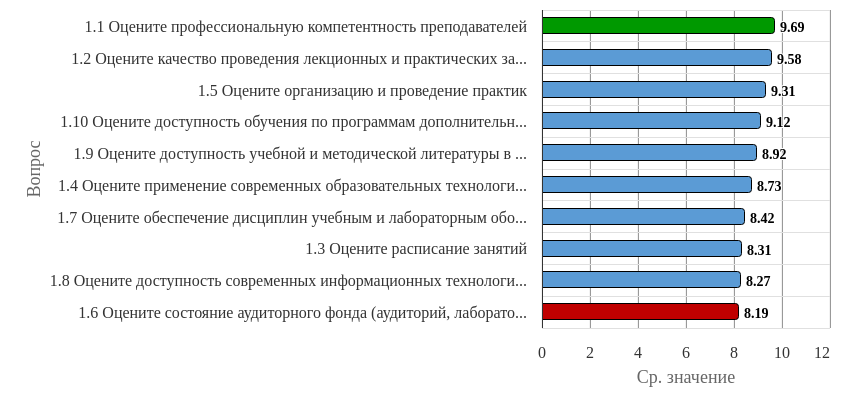 1.1 Оцените профессиональную компетентность преподавателей 9.69
1.2 Оцените качество проведения лекционных и практических за... 9.58
1.5 Оцените организацию и проведение практик 9.31
1.10 Оцените доступность обучения по программам дополнительн... 9.12
1.9 Оцените доступность учебной и методической литературы в ... 8.92
1.4 Оцените применение современных образовательных технологи... 8.73
1.7 Оцените обеспечение дисциплин учебным и лабораторным обо... 8.42
1.3 Оцените расписание занятий 8.31
1.8 Оцените доступность современных информационных технологи... 8.27
1.6 Оцените состояние аудиторного фонда (аудиторий, лаборато... 8.19
Вопрос
0 2 4 6 8 10 12
Ср. значение